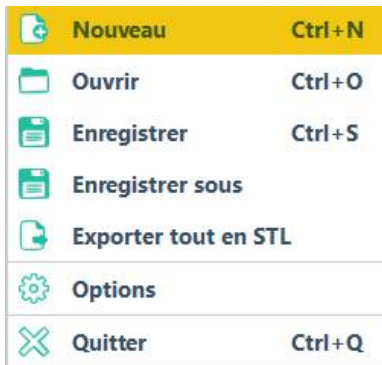 Nouveau Ctrl+N
Ouvrir Ctrl+O
Enregistrer Ctrl+S
Enregistrer sous
Exporter tout en STL
Options
Quitter Ctrl+Q